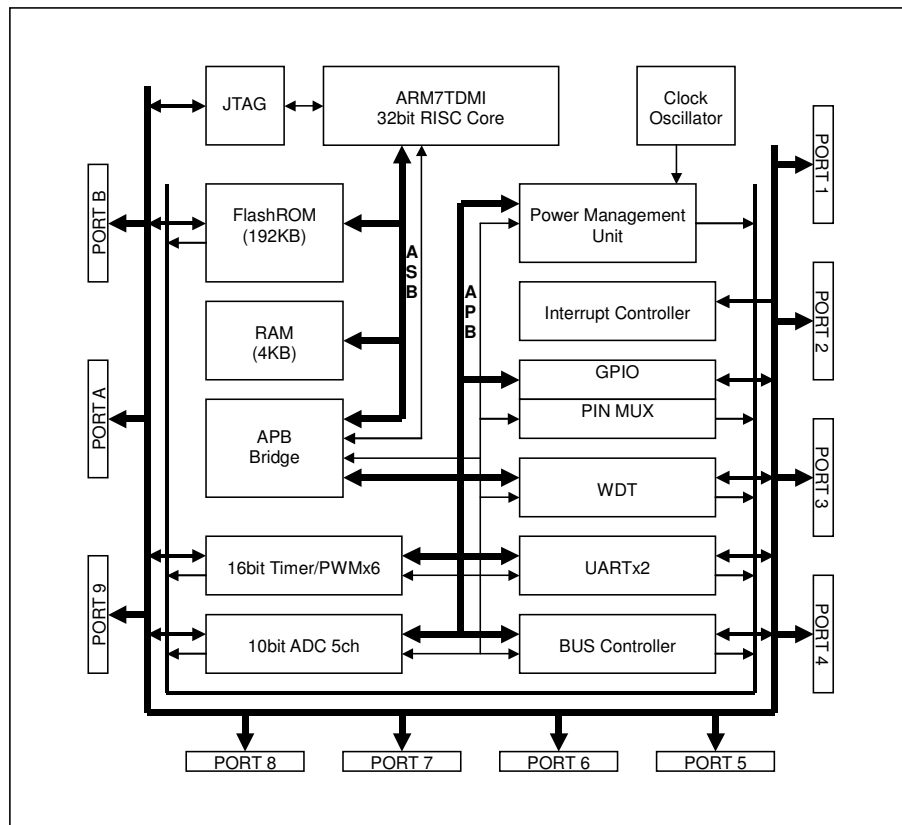 JTAG
ARM7TDMI
32bit RISC Core
Clock
Oscillator
PORT B
PORT 1
FlashROM
(192KB)
ASB
APB
Power Management
Unit
Interrupt Controller
PORT 2
RAM
(4KB)
PORT A
GPIO
PIN MUX
APB
Bridge
WDT
PORT 3
16bit Timer/PWMx6
UARTx2
PORT 9
10bit ADC 5ch
BUS Controller
PORT 4
PORT 8
PORT 7
PORT 6
PORT 5